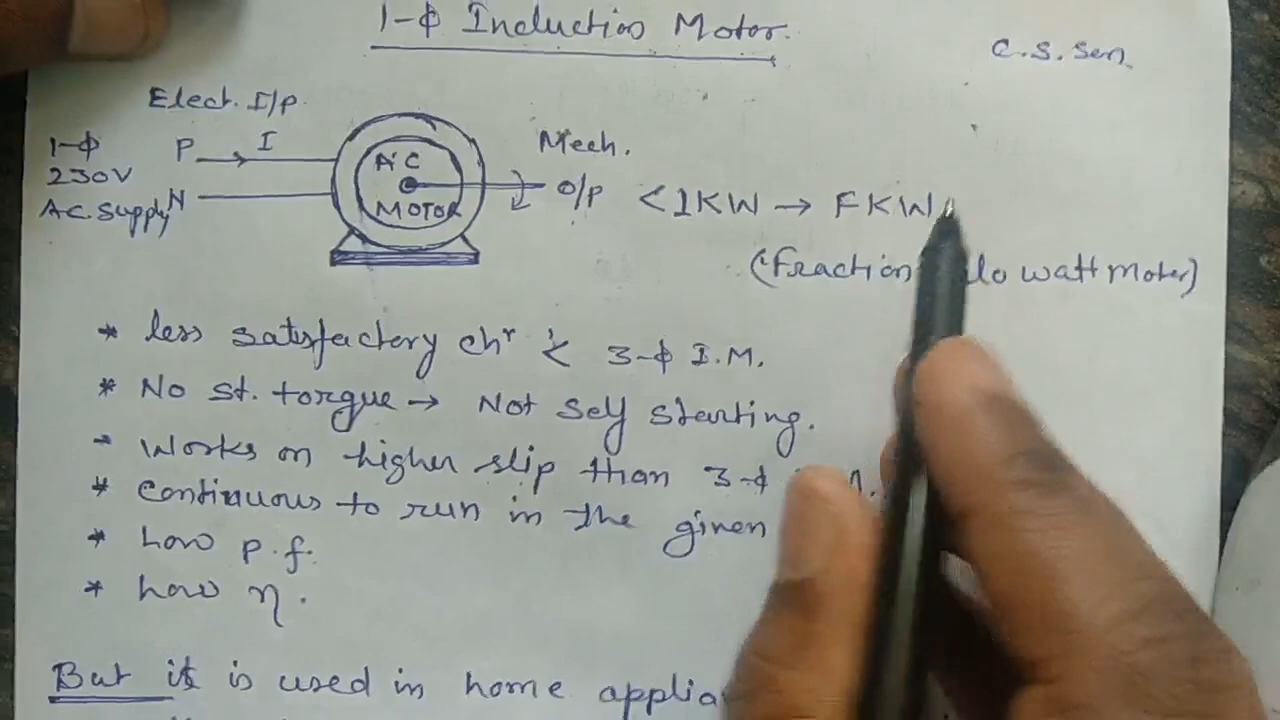 1-ϕ Induction Motor.
C.S. Sen.
Elect. I/p.
1-ϕ
230V
A.C. Supply
P
I
N
A.C
MOTOR
Mech.
O/p
<1KW → FKW
(Fraction lo watt motor)
* less satisfactory chʳ < 3-ϕ I.M.
* No st. torque → Not Self starting.
* Works on higher slip than 3-ϕ
* Continuous to run in the given
* Low p.f.
* Low η.
But it is used in home applia